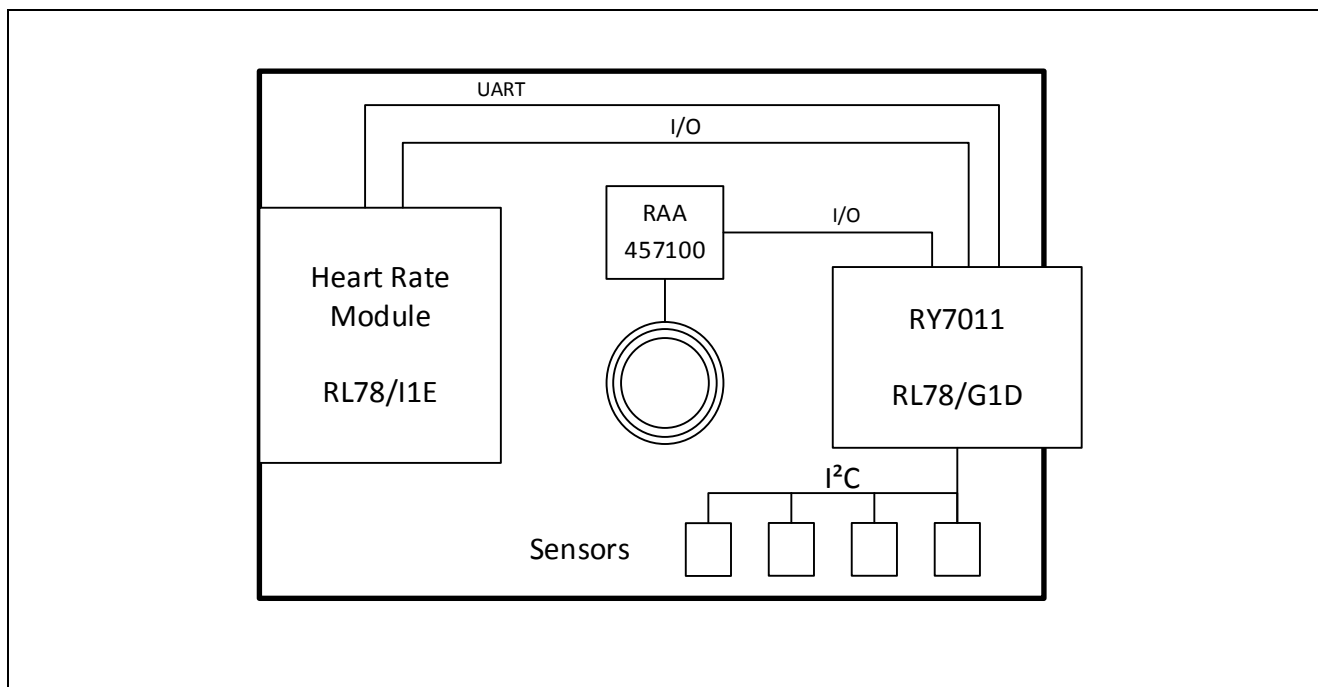 UART
I/O
RAA
457100
I/O
Heart Rate
Module
RL78/I1E
RY7011
RL78/G1D
I²C
Sensors